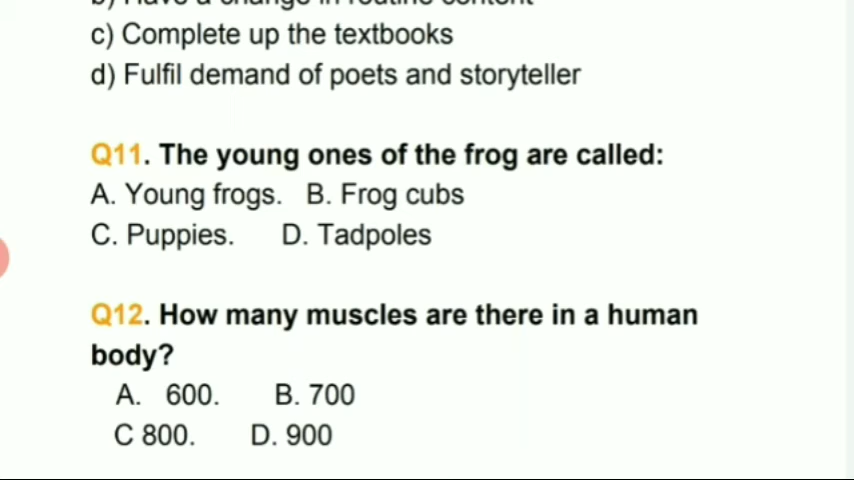 c) Complete up the textbooks
d) Fulfil demand of poets and storyteller
Q11. The young ones of the frog are called:
A. Young frogs. B. Frog cubs
C. Puppies. D. Tadpoles
Q12. How many muscles are there in a human
body?
A. 600. B. 700
C 800. D. 900